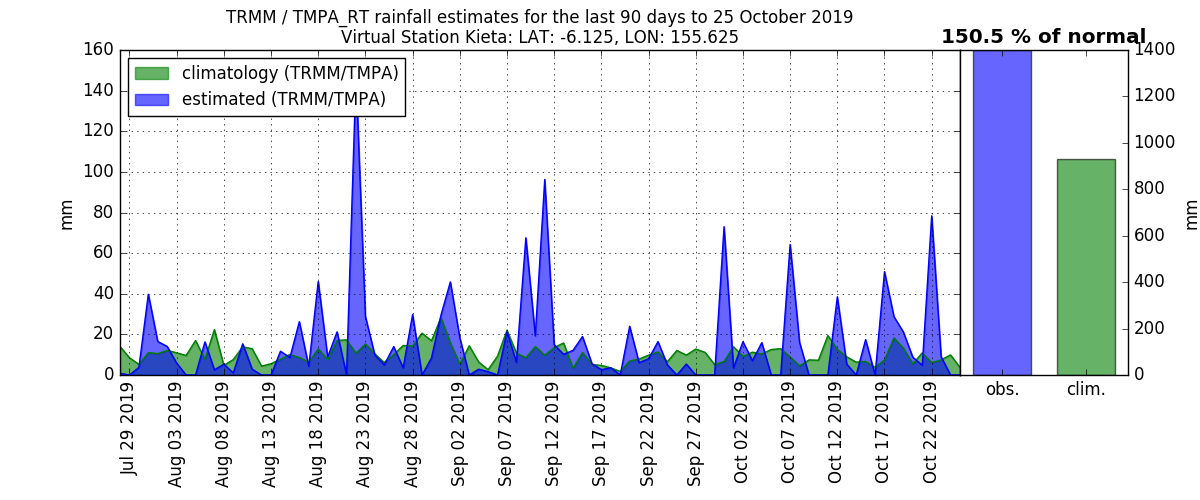 TRMM / TMPA_RT rainfall estimates for the last 90 days to 25 October 2019
Virtual Station Kieta: LAT: -6.125, LON: 155.625
150.5 % of normal
climatology (TRMM/TMPA)
estimated (TRMM/TMPA)
mm
160
140
120
100
80
60
40
20
0
Jul 29 2019
Aug 03 2019
Aug 08 2019
Aug 13 2019
Aug 18 2019
Aug 23 2019
Aug 28 2019
Sep 02 2019
Sep 07 2019
Sep 12 2019
Sep 17 2019
Sep 22 2019
Sep 27 2019
Oct 02 2019
Oct 07 2019
Oct 12 2019
Oct 17 2019
Oct 22 2019
obs.
clim.
1400
1200
1000
800
600
400
200
0
mm